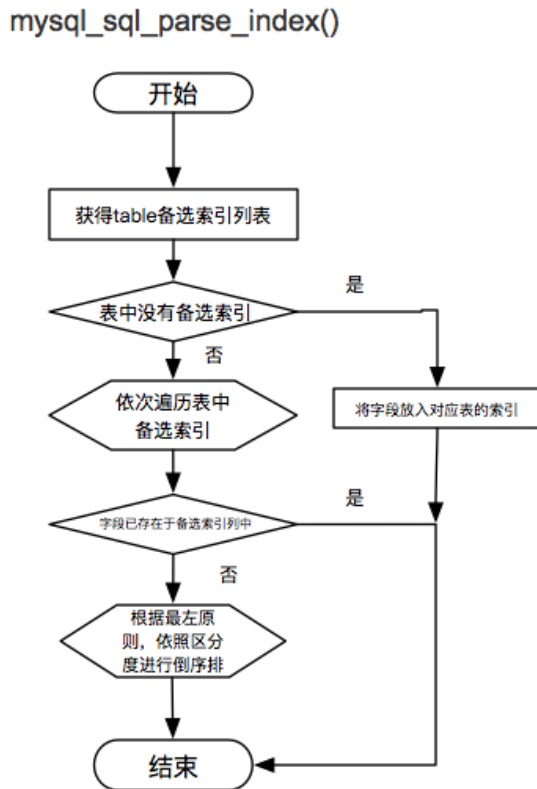 mysql_sql_parse_index()
开始
获得table备选索引列表
表中没有备选索引
是
否
依次遍历表中
备选索引
将字段放入对应表的索引
字段已存在于备选索引列中
是
否
根据最左原
则，依照区分
度进行倒序排
结束